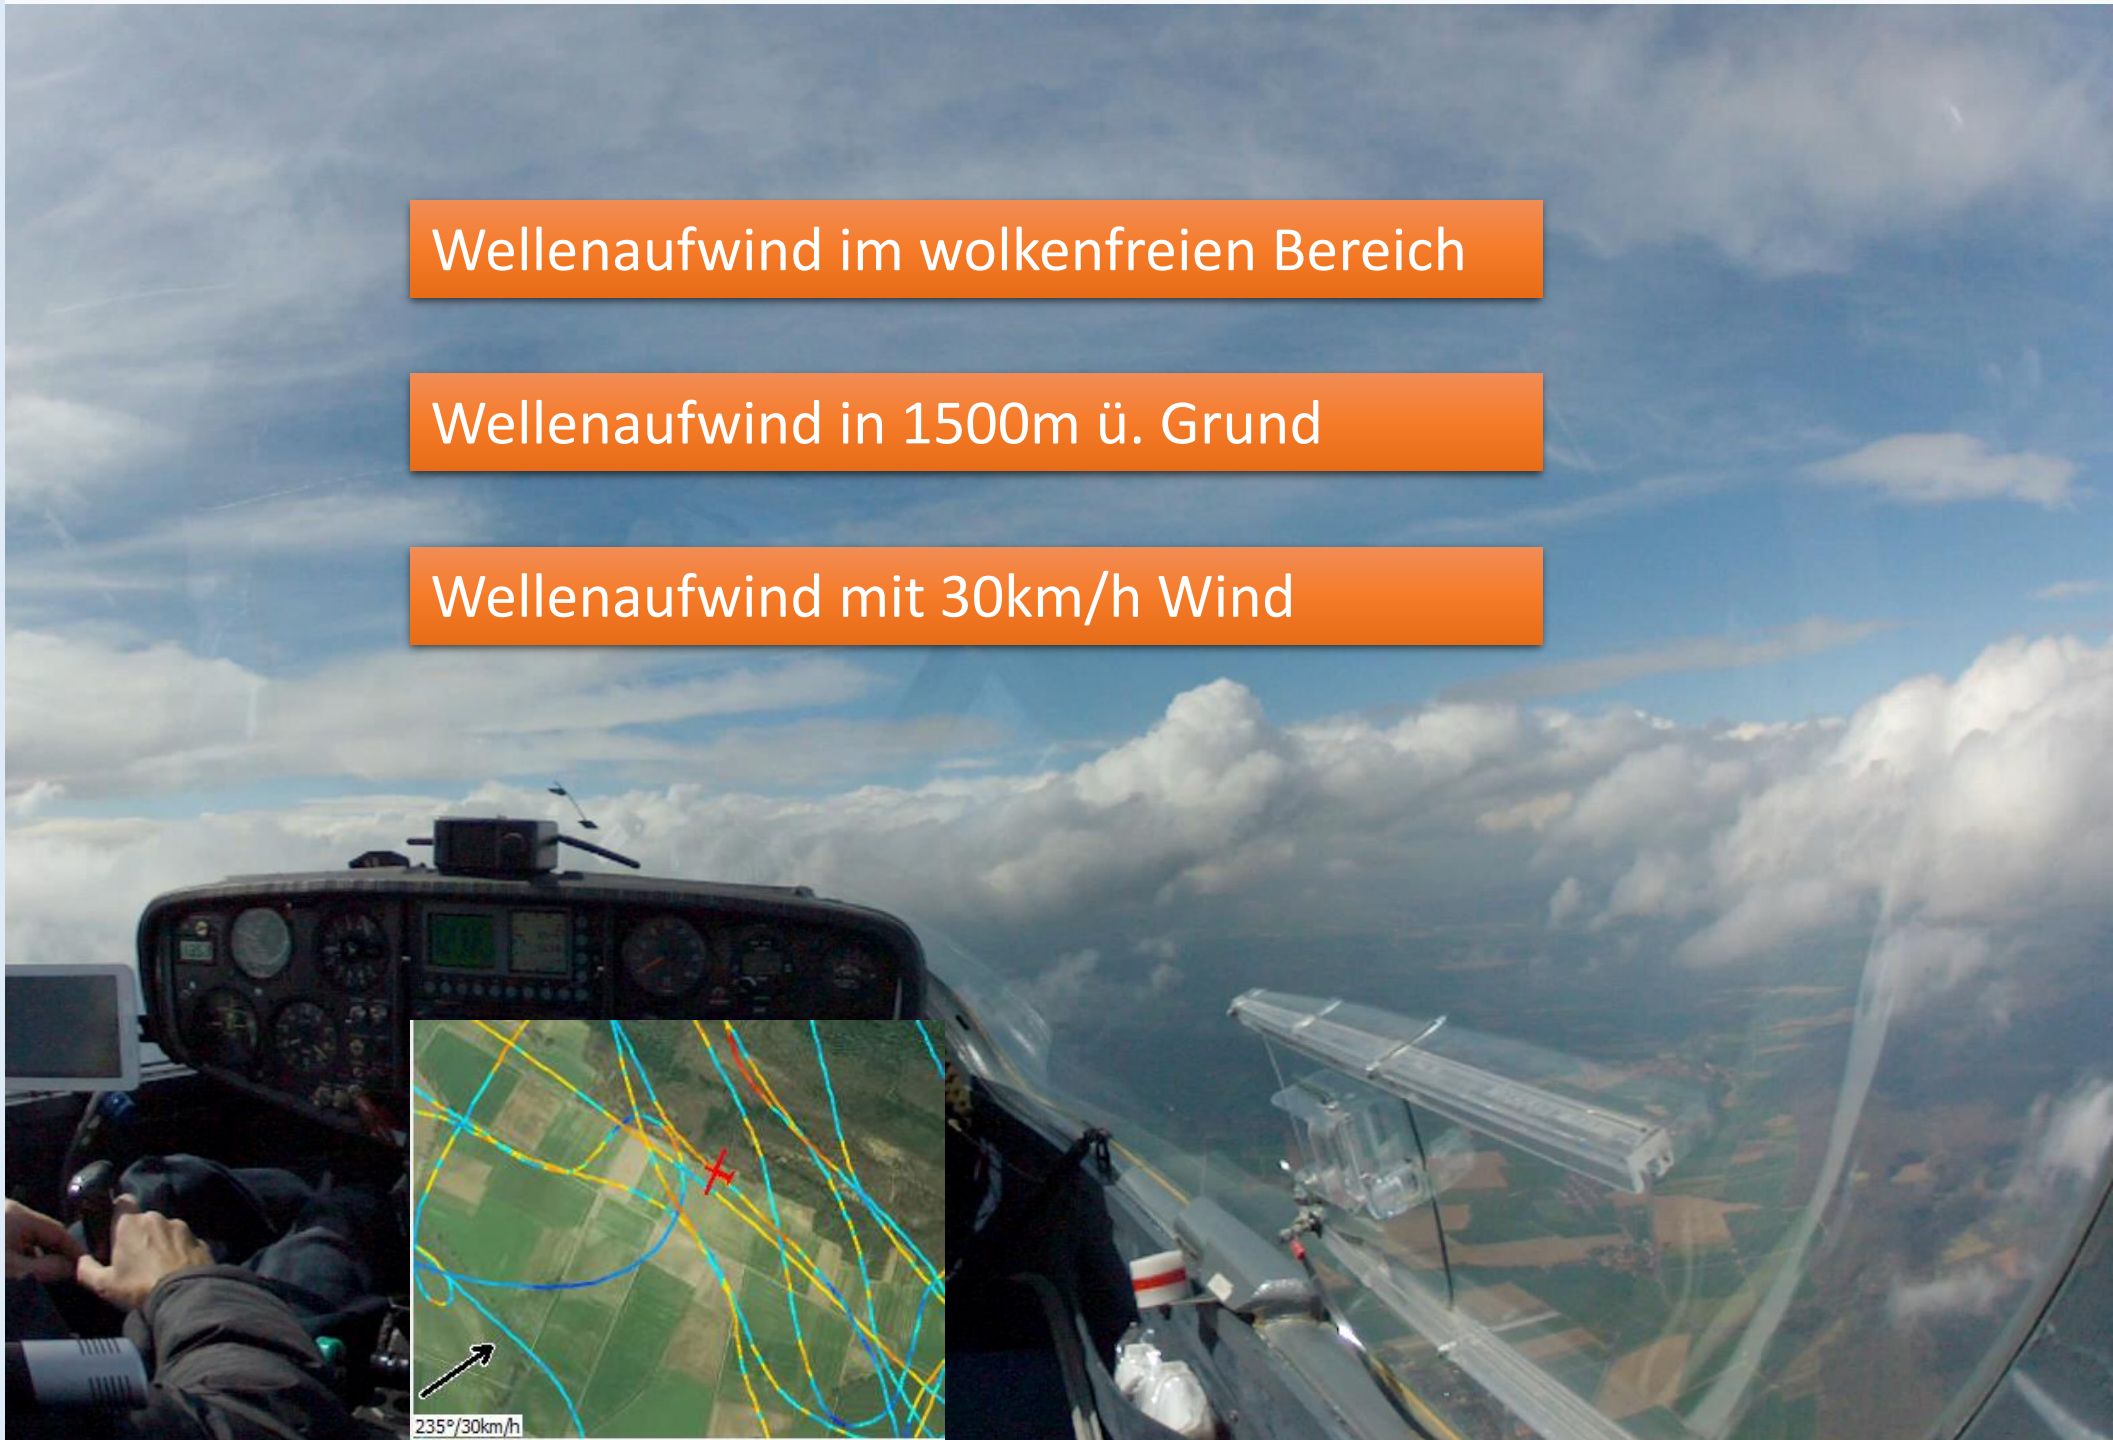 Wellenaufwind im wolkenfreien Bereich
Wellenaufwind in 1500m ü. Grund
Wellenaufwind mit 30km/h Wind
235°/30km/h